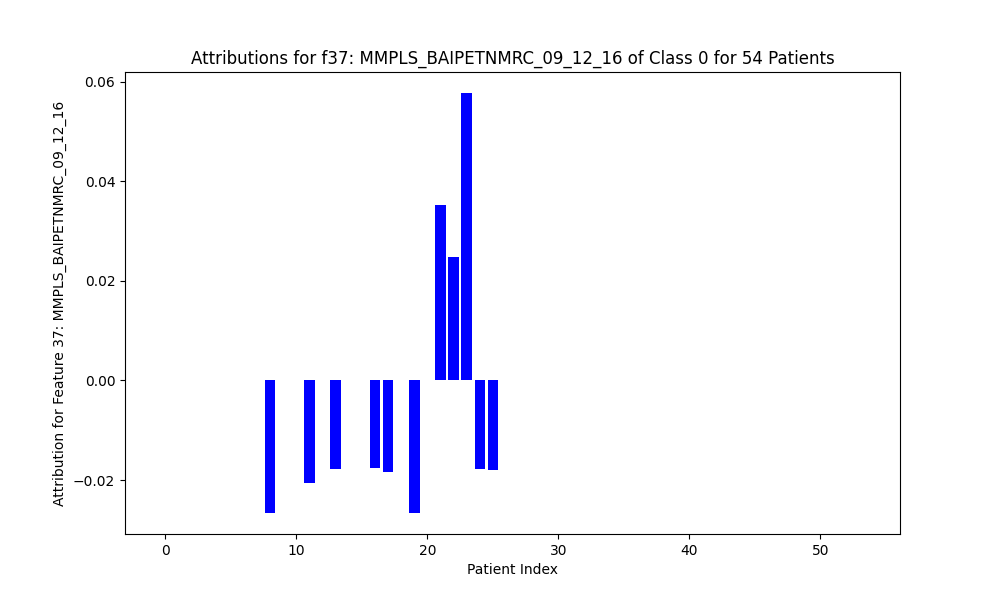 Attributions for f37: MMPLS_BAIPETNMRC_09_12_16 of Class 0 for 54 Patients
Attribution for Feature 37: MMPLS_BAIPETNMRC_09_12_16
0.06
0.04
0.02
0.00
−0.02
0 10 20 30 40 50
Patient Index